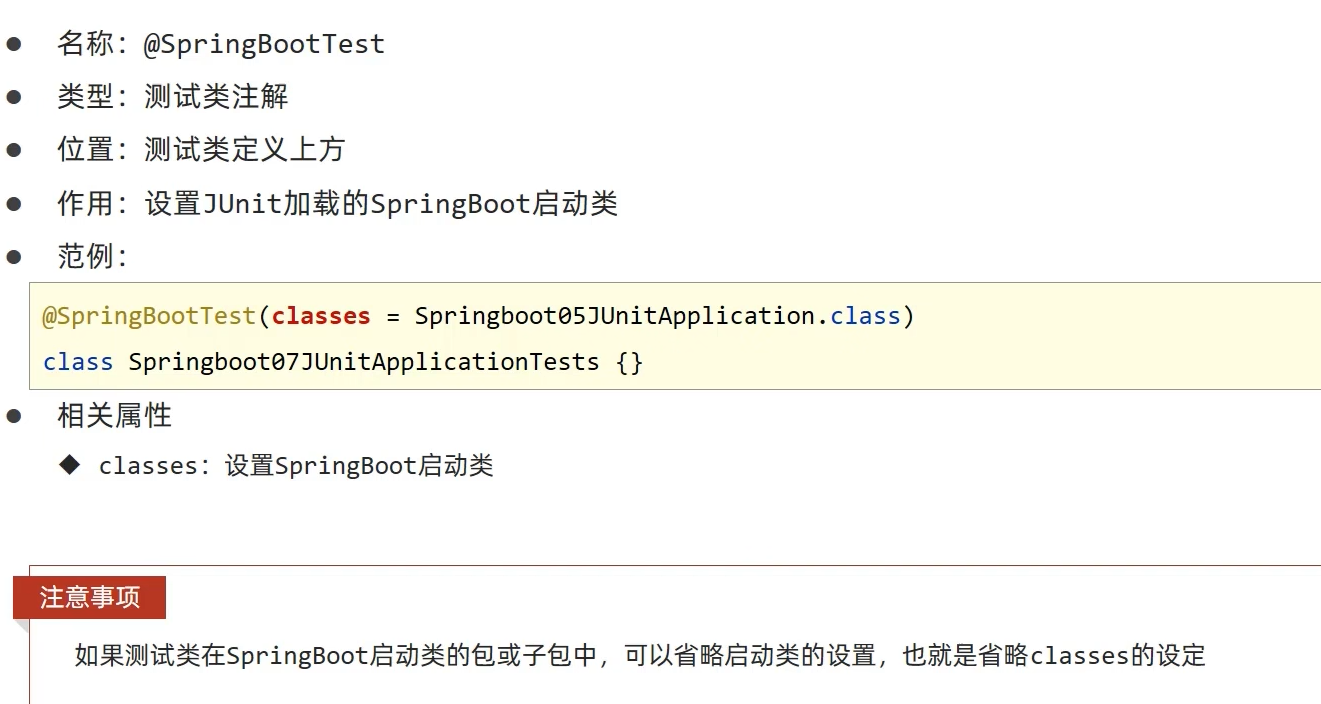 名称：@SpringBootTest
类型：测试类注解
位置：测试类定义上方
作用：设置JUnit加载的SpringBoot启动类
范例：
@SpringBootTest(classes = Springboot05JUnitApplication.class)
class Springboot07JUnitApplicationTests {}
相关属性
classes：设置SpringBoot启动类
注意事项
如果测试类在SpringBoot启动类的包或子包中，可以省略启动类的设置，也就是省略classes的设定